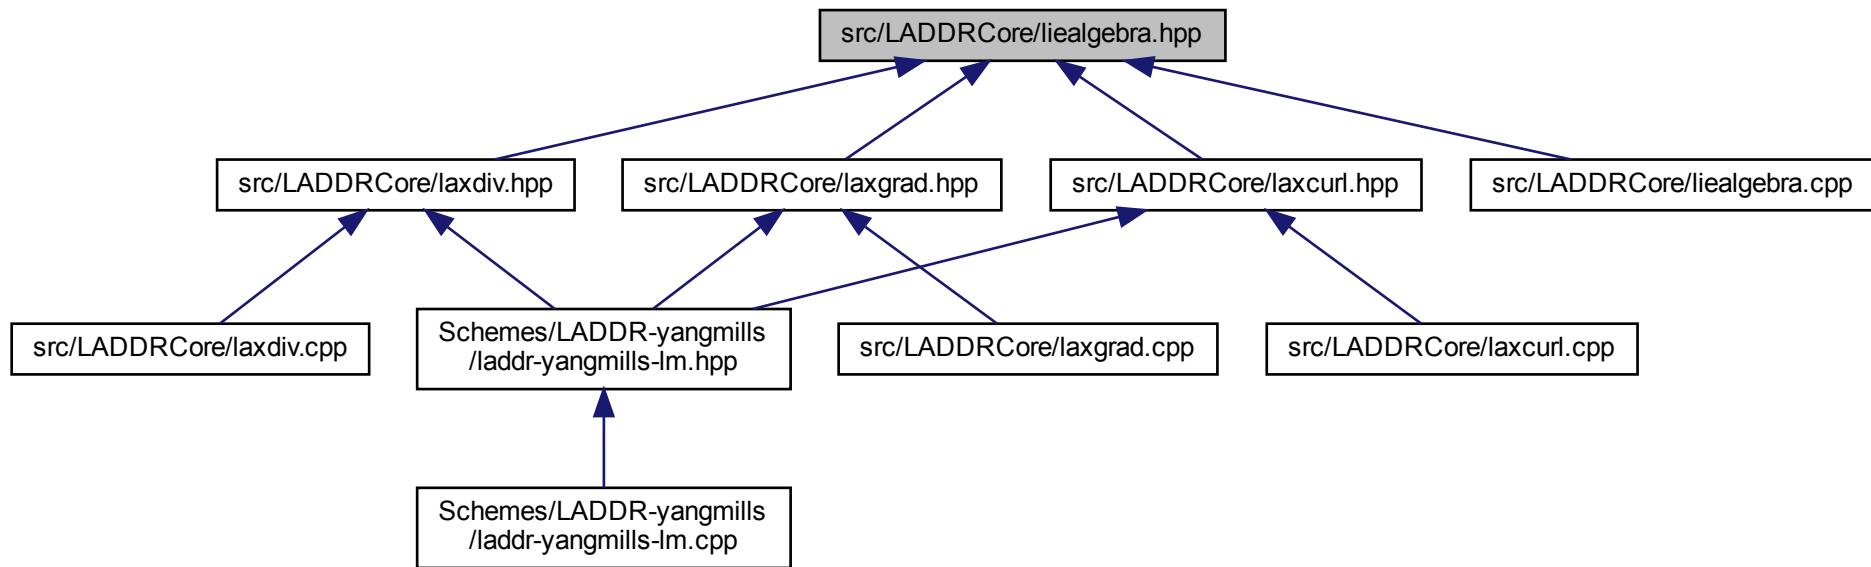 src/LADDRCore/liealgebra.hpp
src/LADDRCore/laxdiv.hpp
src/LADDRCore/laxgrad.hpp
src/LADDRCore/laxcurl.hpp
src/LADDRCore/liealgebra.cpp
src/LADDRCore/laxdiv.cpp
Schemes/LADDR-yangmills
/laddr-yangmills-lm.hpp
src/LADDRCore/laxgrad.cpp
src/LADDRCore/laxcurl.cpp
Schemes/LADDR-yangmills
/laddr-yangmills-lm.cpp